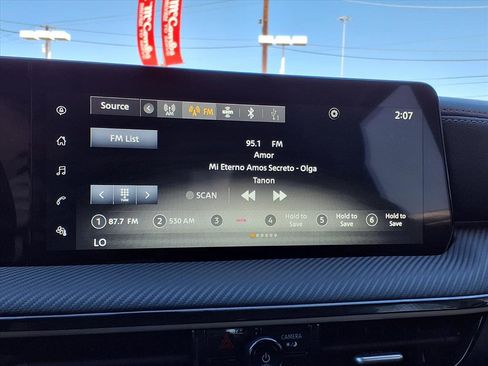 Source AM FM
2:07
FM List
95.1 FM
Amor
Mi Eterno Amos Secreto - Olga
Tanon
SCAN
1 87.7 FM 2 530 AM 3 4 Hold to Save 5 Hold to Save 6 Hold to Save
LO
CAMERA